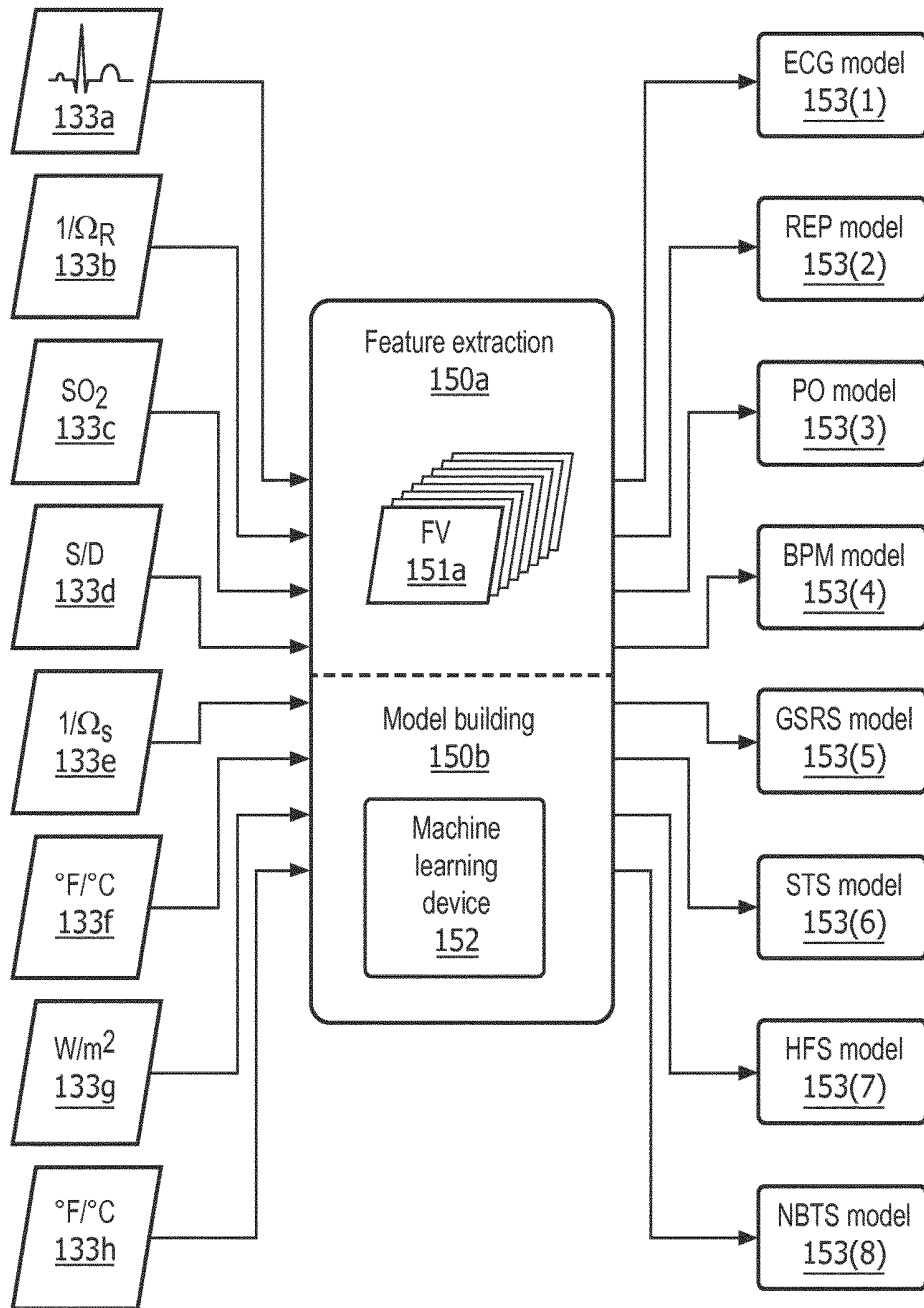 133a
1/ΩR
133b
SO2
133c
S/D
133d
1/ΩS
133e
°F/°C
133f
W/m2
133g
°F/°C
133h
Feature extraction
150a
FV
151a
Model building
150b
Machine
learning
device
152
ECG model
153(1)
REP model
153(2)
PO model
153(3)
BPM model
153(4)
GSRS model
153(5)
STS model
153(6)
HFS model
153(7)
NBTS model
153(8)